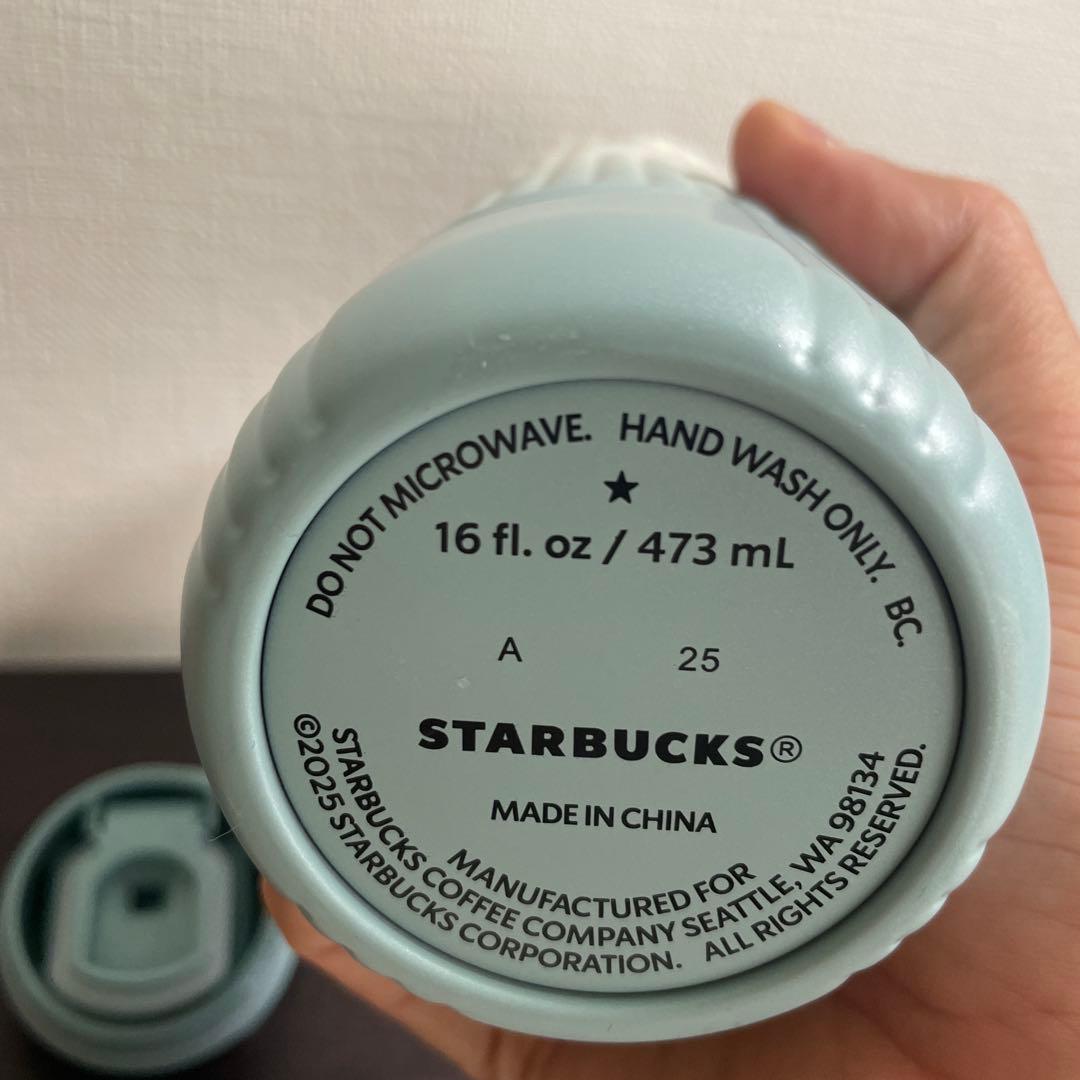 DO NOT MICROWAVE. HAND WASH ONLY. BC.
★
16 fl. oz / 473 mL
A 25
STARBUCKS®
MADE IN CHINA
MANUFACTURED FOR
STARBUCKS COFFEE COMPANY SEATTLE, WA 98134
©2025 STARBUCKS CORPORATION. ALL RIGHTS RESERVED.